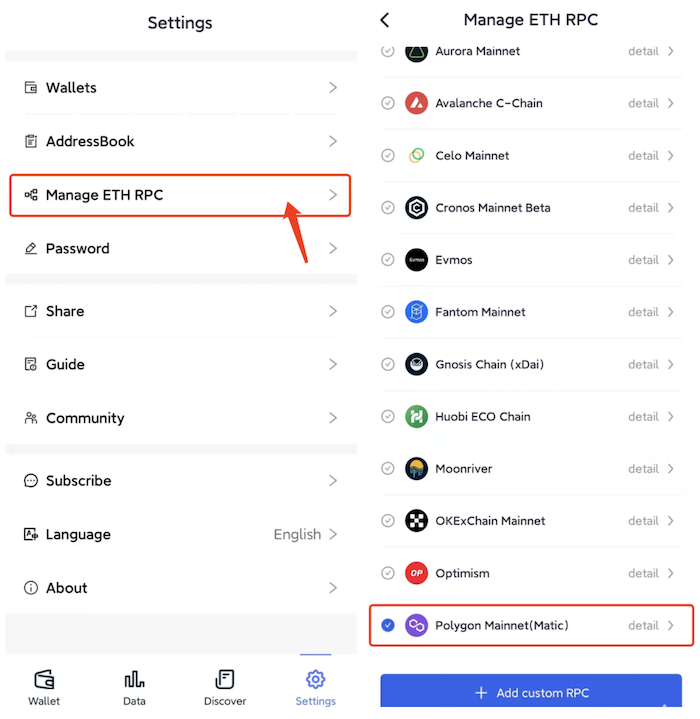 Settings
Wallets
AddressBook
Manage ETH RPC
Password
Share
Guide
Community
Subscribe
Language English
About
Wallet Data Discover Settings
Manage ETH RPC
Aurora Mainnet detail
Avalanche C-Chain detail
Celo Mainnet detail
Cronos Mainnet Beta detail
Evmos
Evmos detail
Fantom Mainnet detail
Gnosis Chain (xDai) detail
Huobi ECO Chain detail
Moonriver detail
OKExChain Mainnet detail
OP Optimism detail
Polygon Mainnet(Matic) detail
+ Add custom RPC